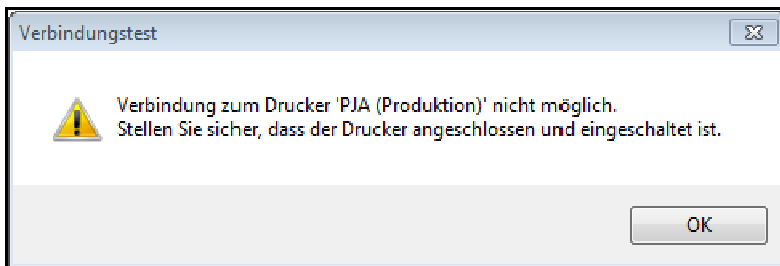 Verbindungstest
Verbindung zum Drucker 'PJA (Produktion)' nicht möglich.
Stellen Sie sicher, dass der Drucker angeschlossen und eingeschaltet ist.
OK